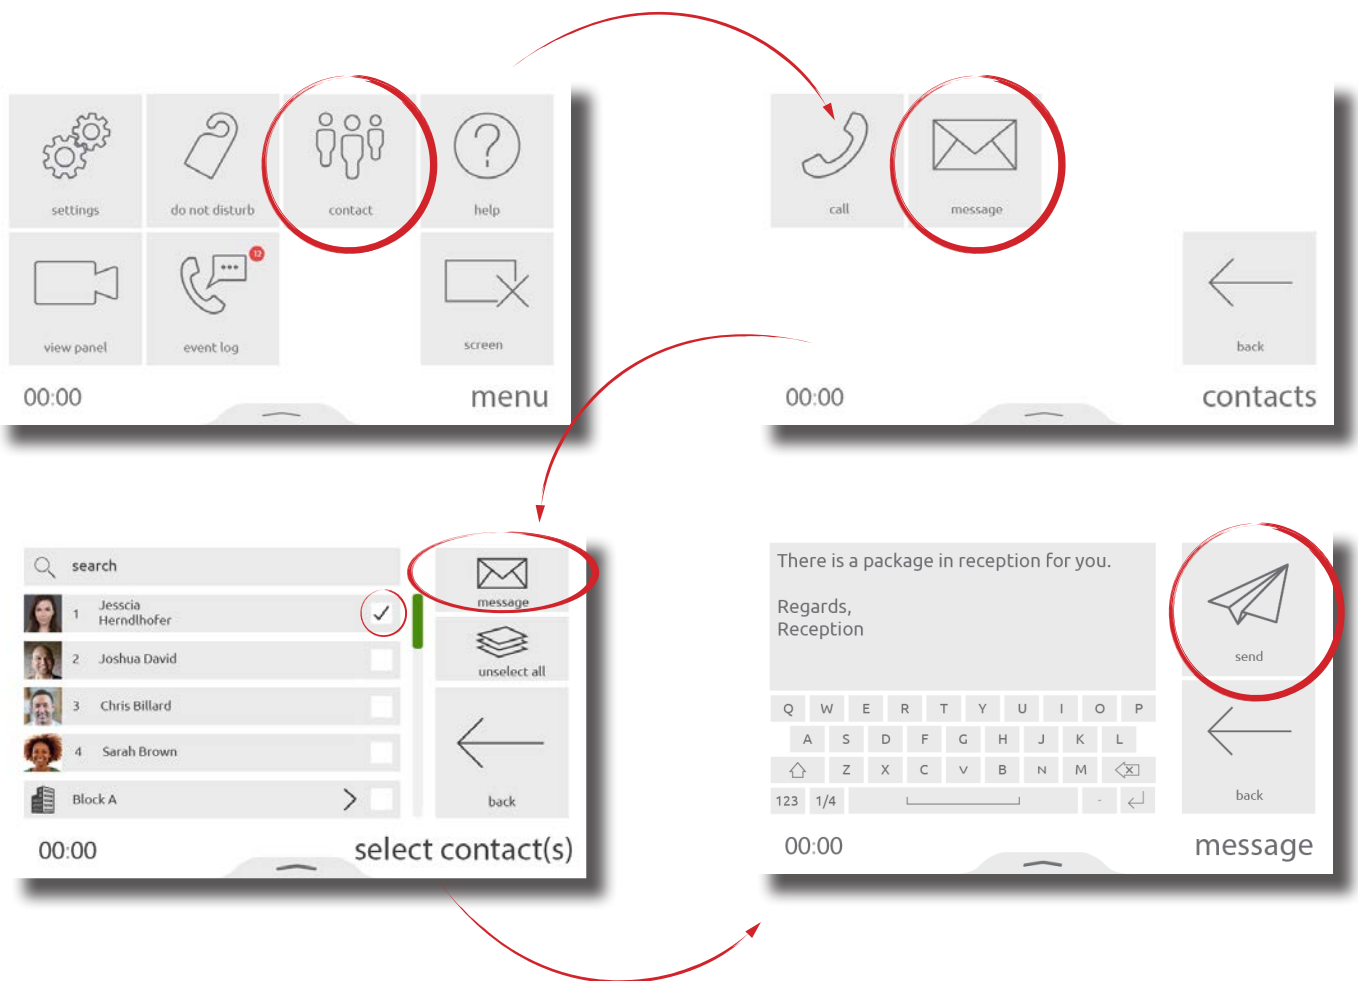 settings
do not disturb
contact
help
view panel
event log
12
screen
00:00
menu
call
message
back
00:00
contacts
search
1 Jesscia
Herndlhofer
2 Joshua David
3 Chris Billard
4 Sarah Brown
Block A
message
unselect all
back
00:00
select contact(s)
There is a package in reception for you.
Regards,
Reception
Q W E R T Y U I O P
A S D F G H J K L
Z X C V B N M
123 1/4 -
send
back
00:00
message